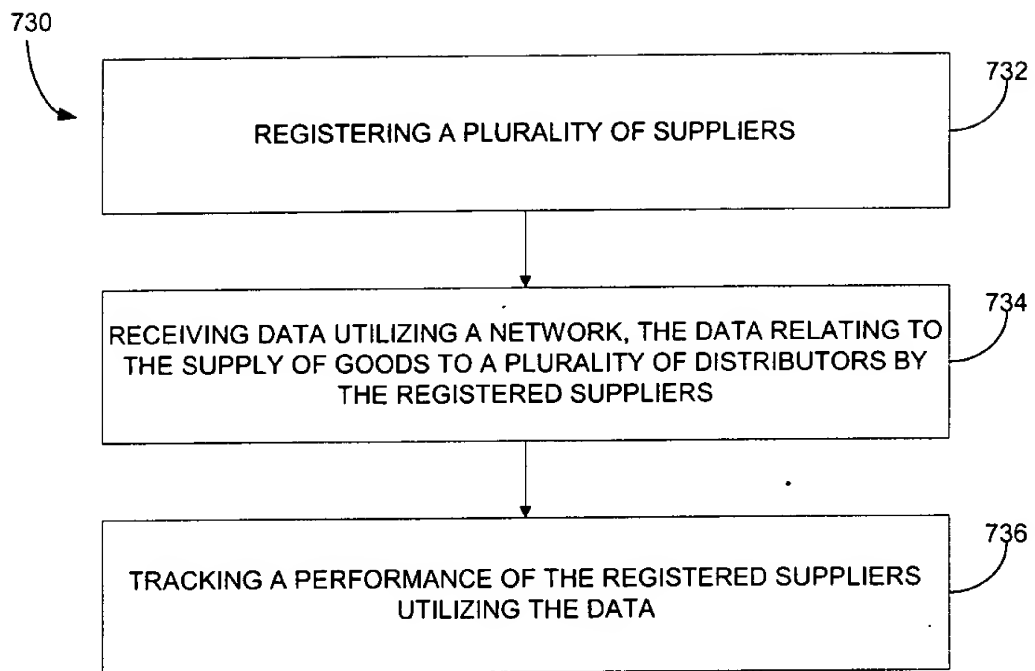 730
732
REGISTERING A PLURALITY OF SUPPLIERS
734
RECEIVING DATA UTILIZING A NETWORK, THE DATA RELATING TO
THE SUPPLY OF GOODS TO A PLURALITY OF DISTRIBUTORS BY
THE REGISTERED SUPPLIERS
736
TRACKING A PERFORMANCE OF THE REGISTERED SUPPLIERS
UTILIZING THE DATA